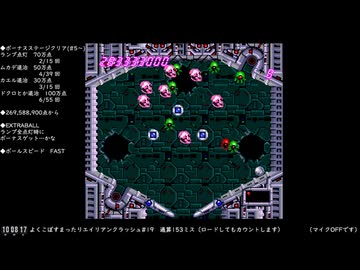 ◆ボーナスステージクリア(#5~)
ランプ点灯　70万点
2/15 回
ムカデ退治　50万点
4/39 回
カエル退治　30万点
3/15 回
ドクロとか退治　100万点
6/55 回
◆269,588,900点から
◆EXTRABALL
ランプ全点灯時に
ボーナスゲット…かな
◆ボールスピード　FAST
283333000
8
10:08:17 よくこぼすまったりエイリアンクラッシュ#19　通算153ミス（ロードしてもカウントします）　（マイクOFFです）